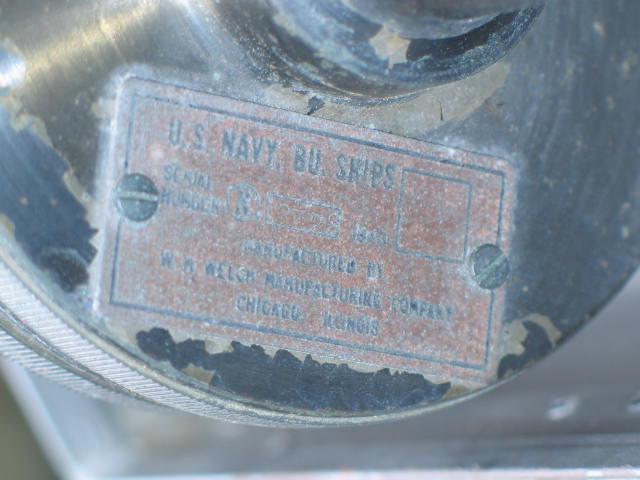 U.S. NAVY, BU. SHIPS
SERIAL
NUMBER
MANUFACTURED BY
W. M. WELCH MANUFACTURING COMPANY
CHICAGO, ILLINOIS